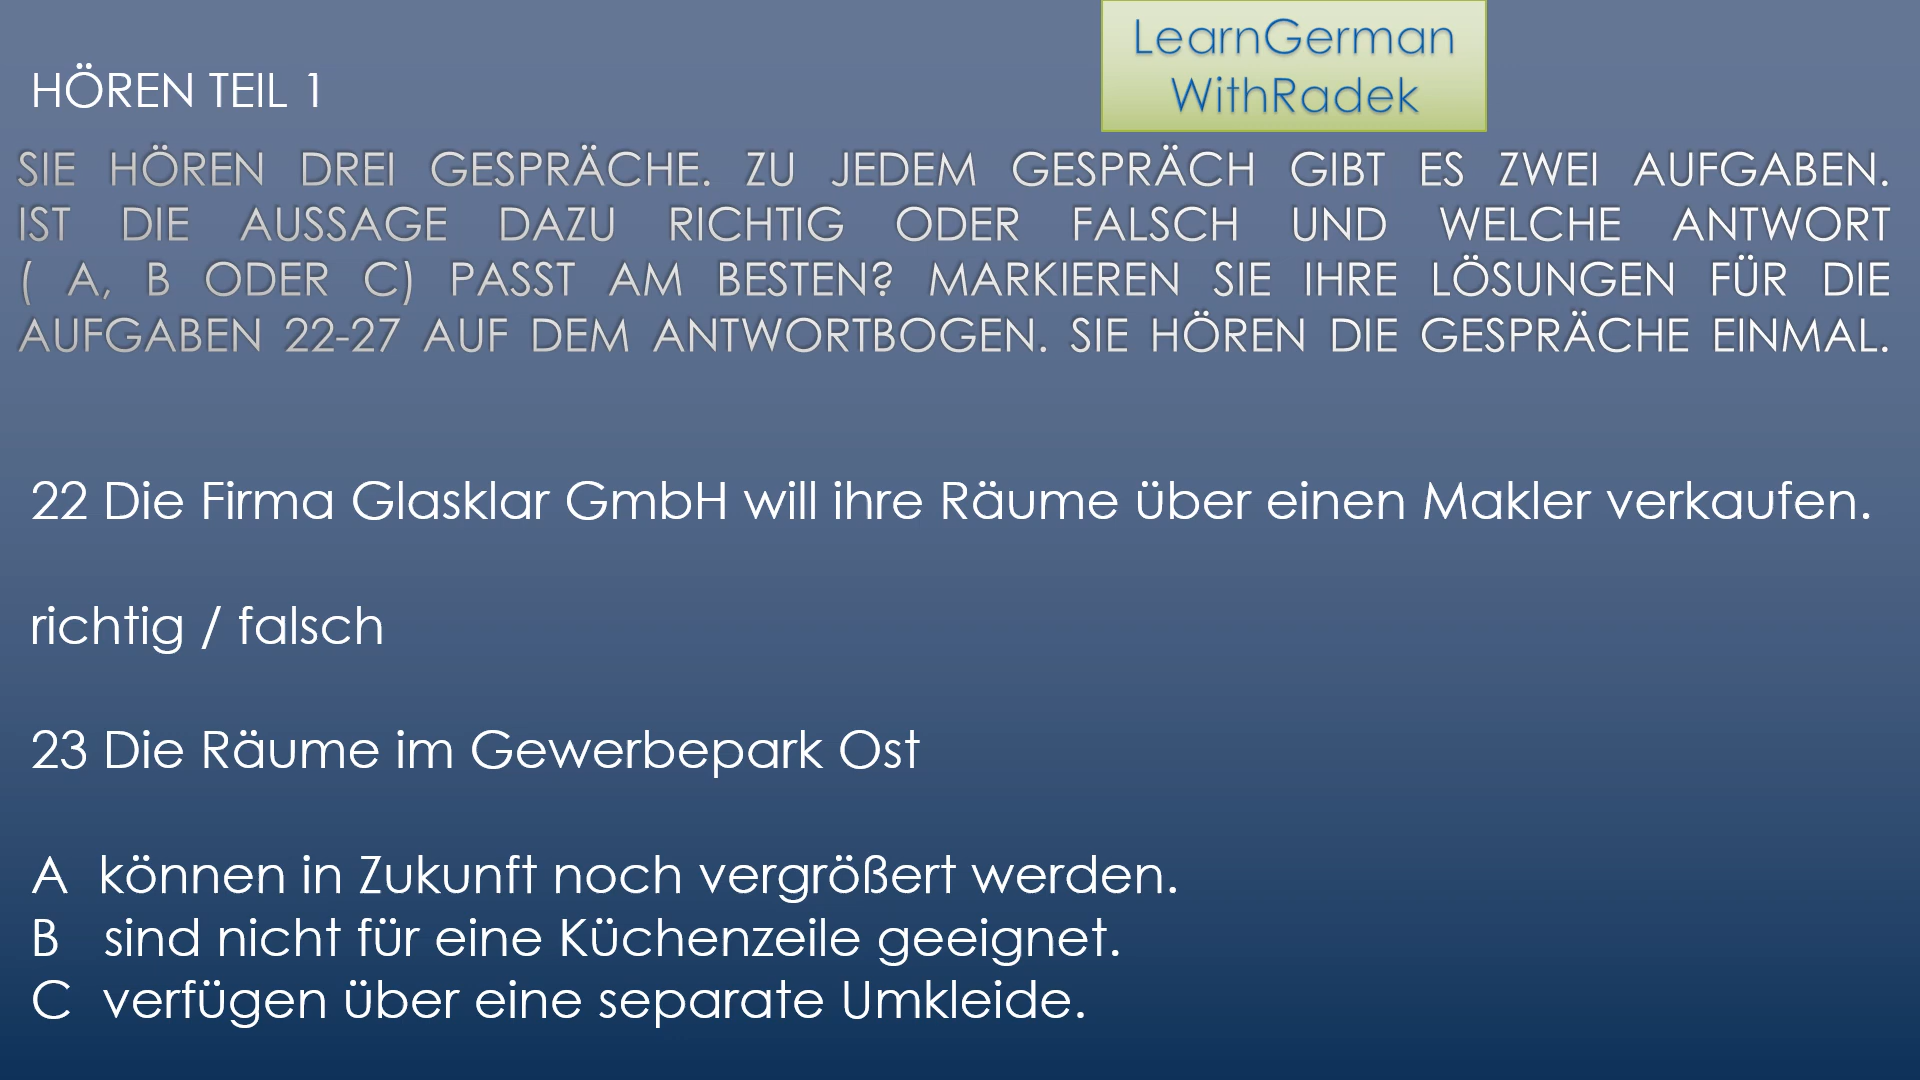 LearnGerman
WithRadek
HÖREN TEIL 1
SIE HÖREN DREI GESPRÄCHE. ZU JEDEM GESPRÄCH GIBT ES ZWEI AUFGABEN.
IST DIE AUSSAGE DAZU RICHTIG ODER FALSCH UND WELCHE ANTWORT
( A, B ODER C) PASST AM BESTEN? MARKIEREN SIE IHRE LÖSUNGEN FÜR DIE
AUFGABEN 22-27 AUF DEM ANTWORTBOGEN. SIE HÖREN DIE GESPRÄCHE EINMAL.
22 Die Firma Glasklar GmbH will ihre Räume über einen Makler verkaufen.
richtig / falsch
23 Die Räume im Gewerbepark Ost
A können in Zukunft noch vergrößert werden.
B sind nicht für eine Küchenzeile geeignet.
C verfügen über eine separate Umkleide.